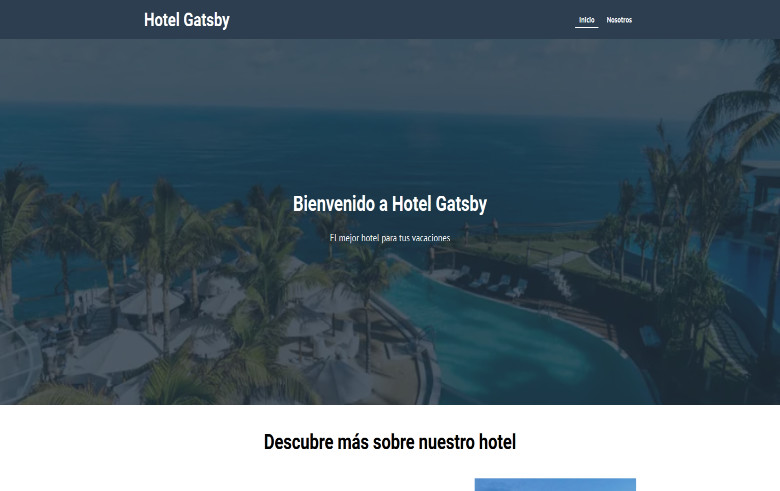 Hotel Gatsby
Inicio Nosotros
Bienvenido a Hotel Gatsby
El mejor hotel para tus vacaciones
Descubre más sobre nuestro hotel